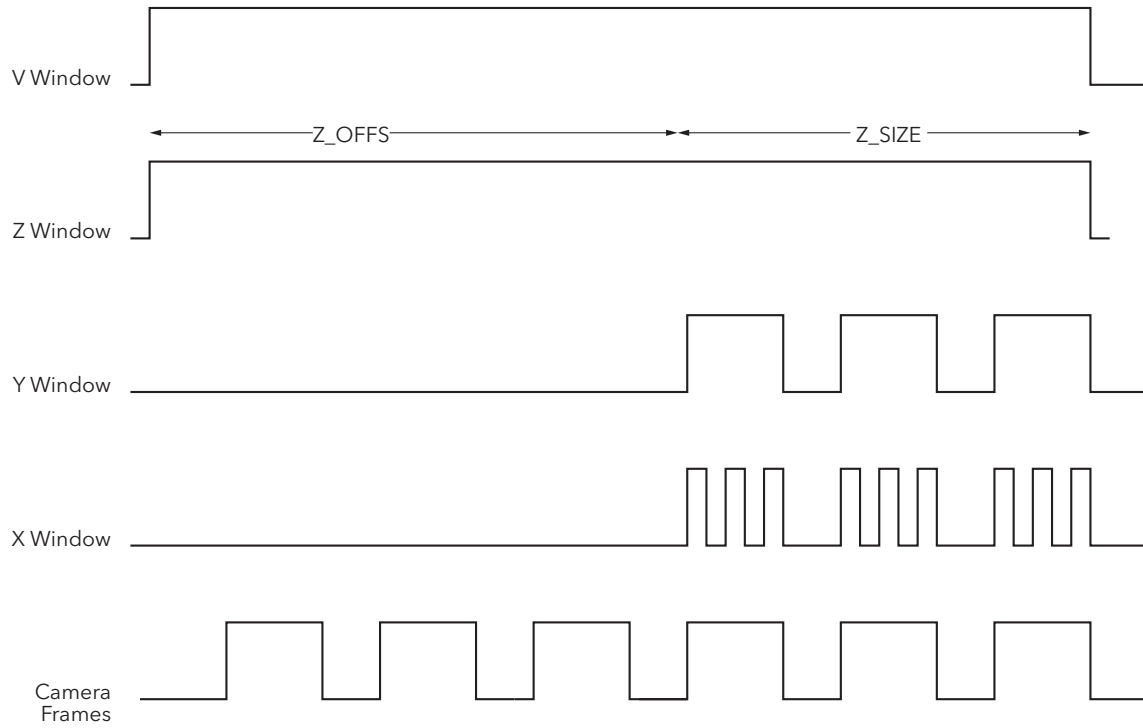 V Window
Z_OFFS
Z_SIZE
Z Window
Y Window
X Window
Camera
Frames